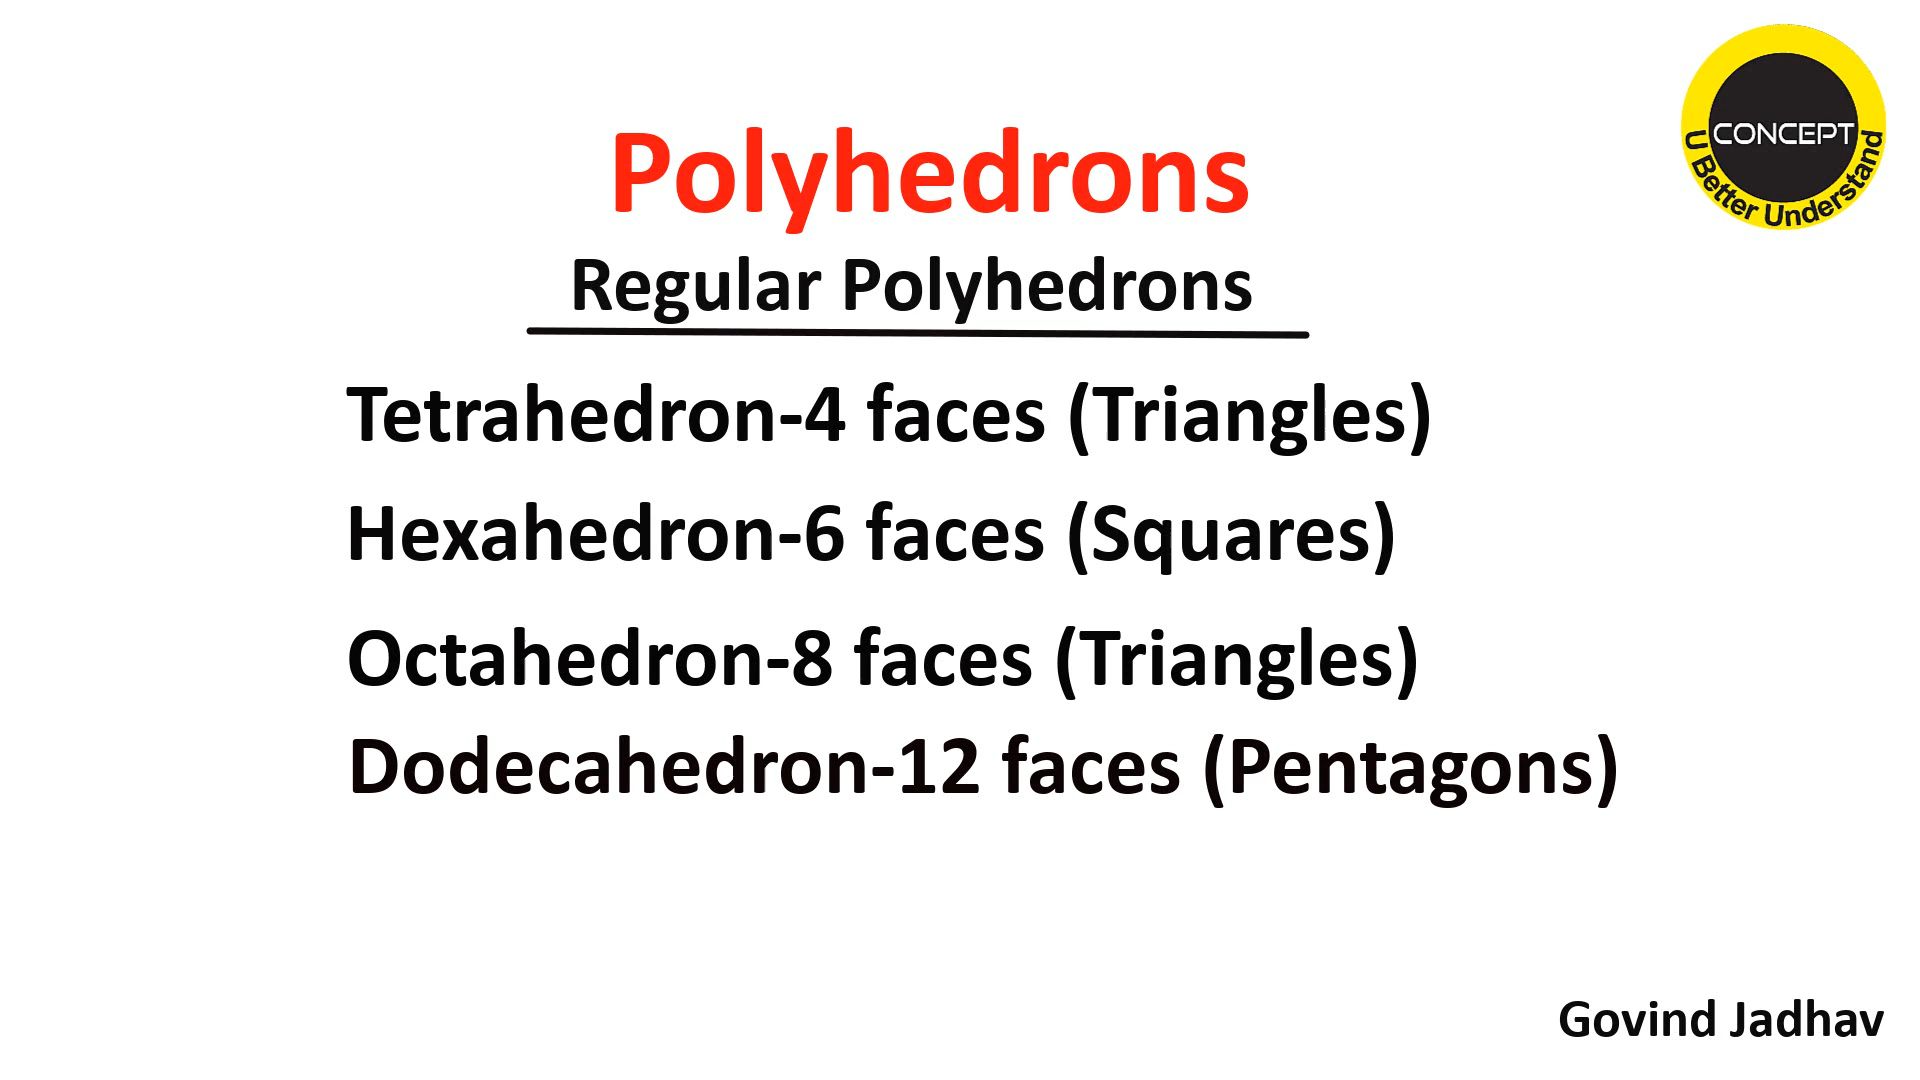 CONCEPT
U Better Understand
Polyhedrons
Regular Polyhedrons
Tetrahedron-4 faces (Triangles)
Hexahedron-6 faces (Squares)
Octahedron-8 faces (Triangles)
Dodecahedron-12 faces (Pentagons)
Govind Jadhav